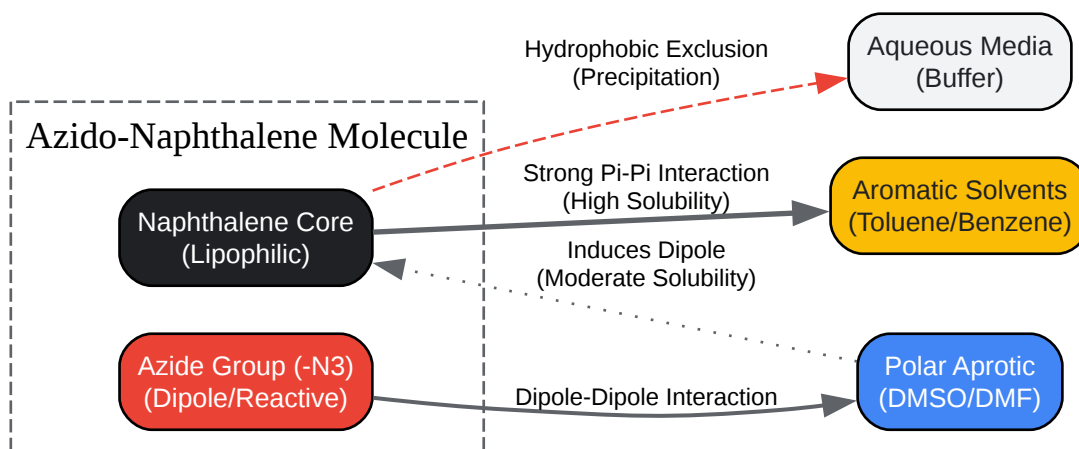 Azido-Naphthalene Molecule
Naphthalene Core
(Lipophilic)
Azide Group (-N3)
(Dipole/Reactive)
Hydrophobic Exclusion
(Precipitation)
Strong Pi-Pi Interaction
(High Solubility)
Induces Dipole
(Moderate Solubility)
Dipole-Dipole Interaction
Aqueous Media
(Buffer)
Aromatic Solvents
(Toluene/Benzene)
Polar Aprotic
(DMSO/DMF)